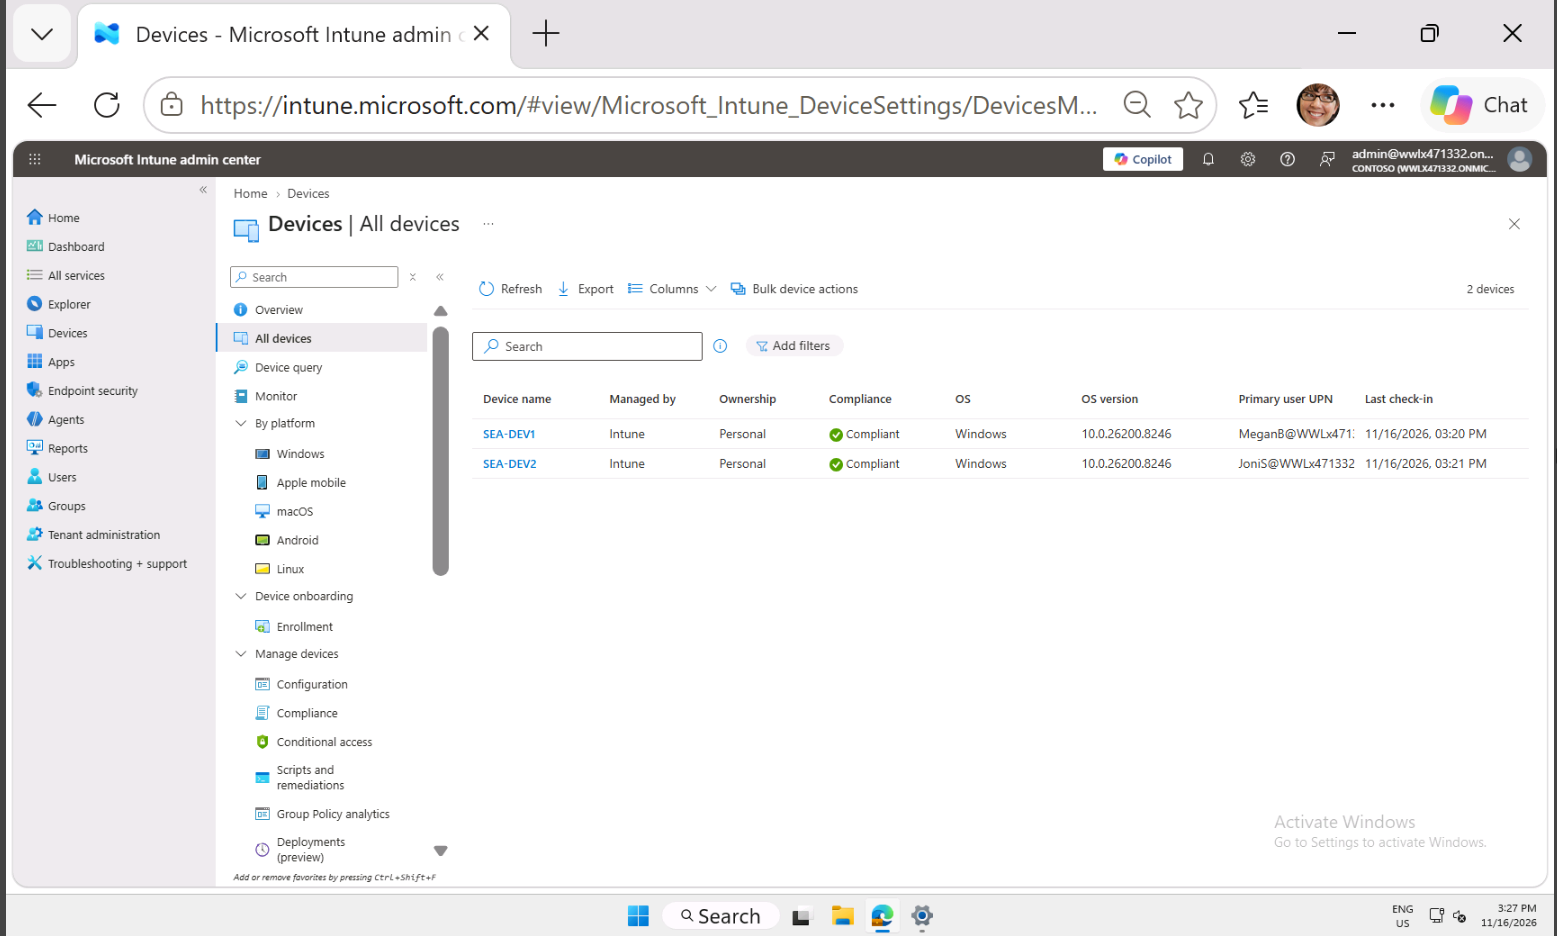 Devices - Microsoft Intune admin c
https://intune.microsoft.com/#view/Microsoft_Intune_DeviceSettings/DevicesM...
Chat
Microsoft Intune admin center
Copilot
admin@wwlx471332.on...
CONTOSO (WWLX471332.ONMIC...
Home
Dashboard
All services
Explorer
Devices
Apps
Endpoint security
Agents
Reports
Users
Groups
Tenant administration
Troubleshooting + support
Home > Devices
Devices | All devices ...
Search
Overview
All devices
Device query
Monitor
By platform
Windows
Apple mobile
macOS
Android
Linux
Device onboarding
Enrollment
Manage devices
Configuration
Compliance
Conditional access
Scripts and
remediations
Group Policy analytics
Deployments
(preview)
Add or remove favorites by pressing Ctrl+Shift+F
Refresh Export Columns Bulk device actions 2 devices
Search Add filters
Device name Managed by Ownership Compliance OS OS version Primary user UPN Last check-in
SEA-DEV1 Intune Personal Compliant Windows 10.0.26200.8246 MeganB@WWLx471 11/16/2026, 03:20 PM
SEA-DEV2 Intune Personal Compliant Windows 10.0.26200.8246 JoniS@WWLx471332 11/16/2026, 03:21 PM
Activate Windows
Go to Settings to activate Windows.
Search
ENG
US
3:27 PM
11/16/2026